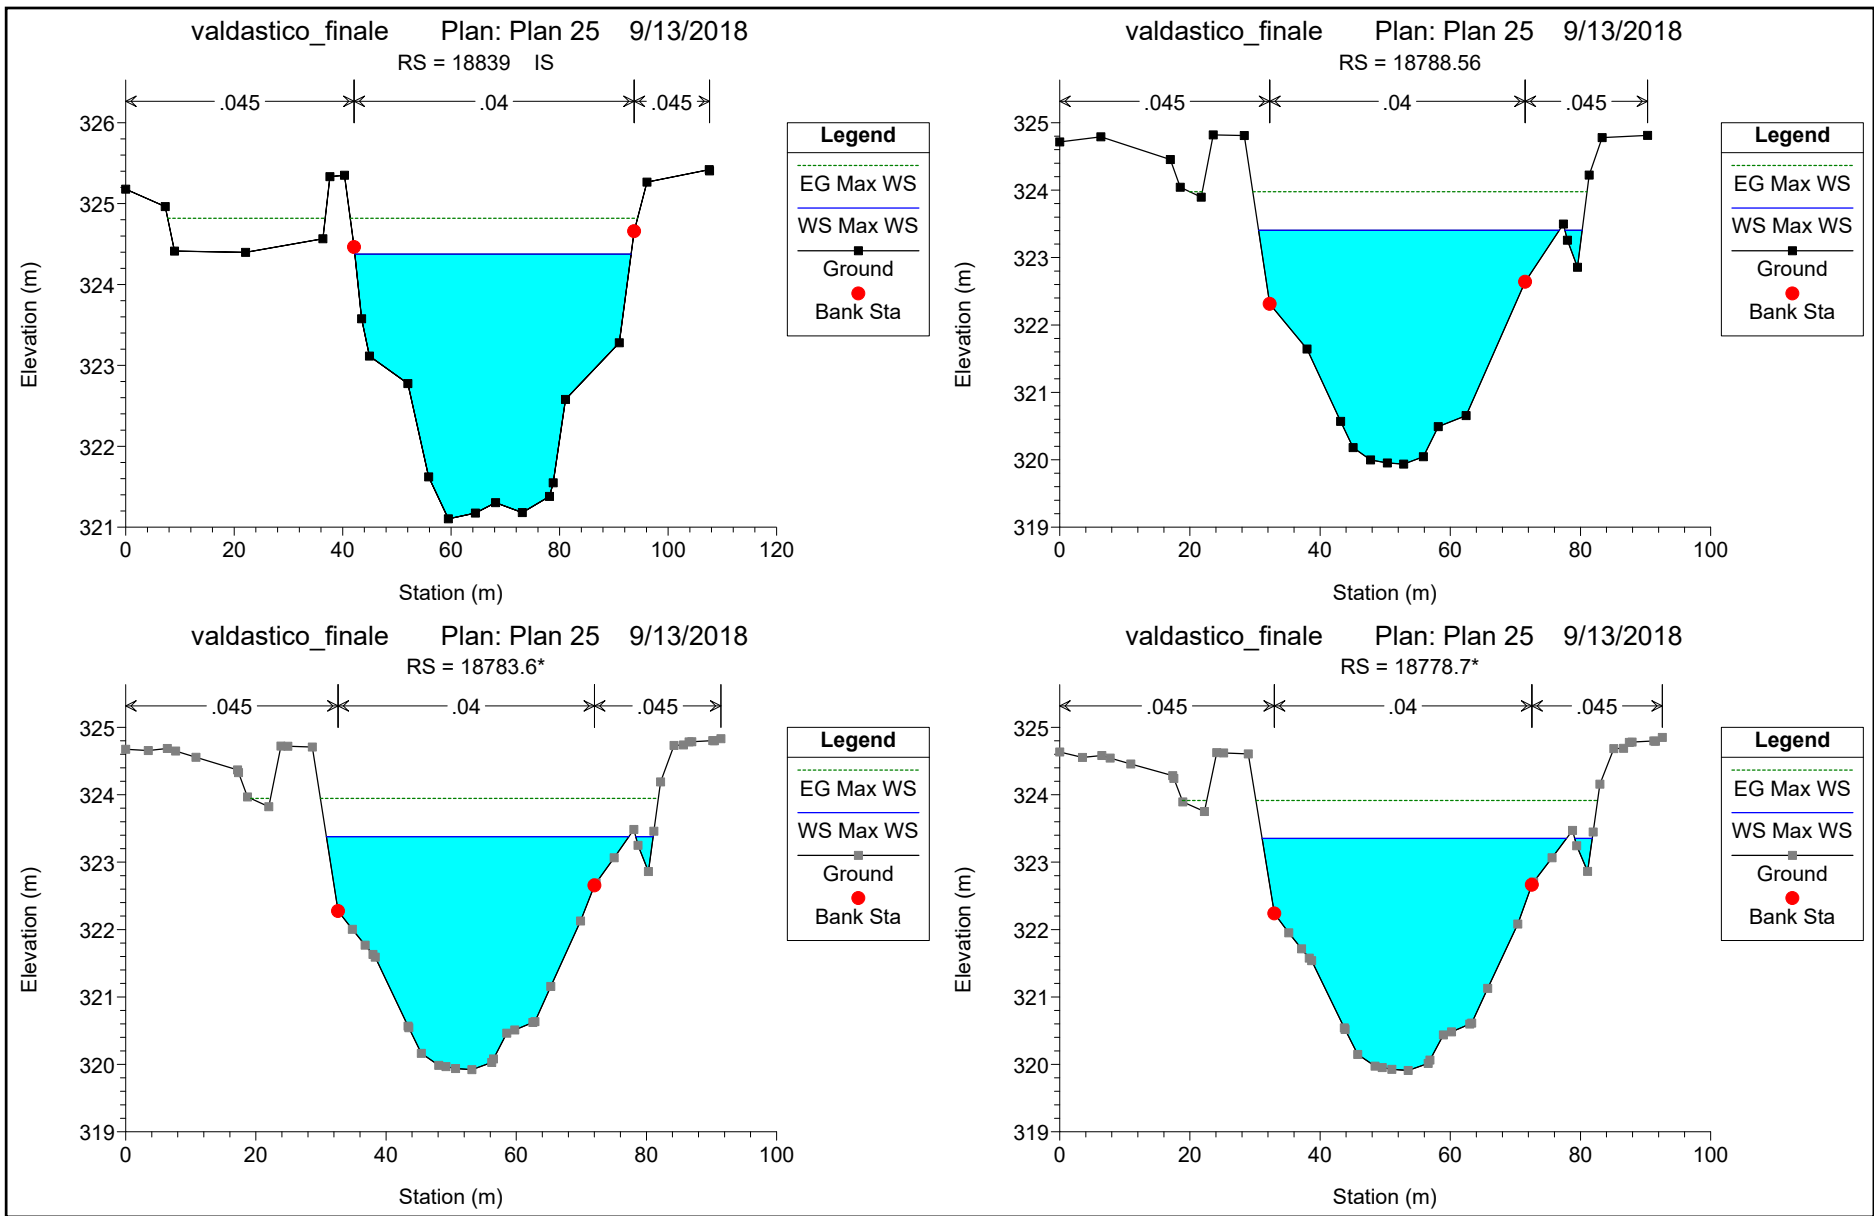 valdastico_finale Plan: Plan 25 9/13/2018
RS = 18839 IS
.045 .04 .045
326
325
324
323
322
321
0 20 40 60 80 100 120
Station (m)
Elevation (m)
Legend
EG Max WS
WS Max WS
Ground
Bank Sta
valdastico_finale Plan: Plan 25 9/13/2018
RS = 18788.56
.045 .04 .045
325
324
323
322
321
320
319
0 20 40 60 80 100
Station (m)
Elevation (m)
Legend
EG Max WS
WS Max WS
Ground
Bank Sta
valdastico_finale Plan: Plan 25 9/13/2018
RS = 18783.6*
.045 .04 .045
325
324
323
322
321
320
319
0 20 40 60 80 100
Station (m)
Elevation (m)
Legend
EG Max WS
WS Max WS
Ground
Bank Sta
valdastico_finale Plan: Plan 25 9/13/2018
RS = 18778.7*
.045 .04 .045
325
324
323
322
321
320
319
0 20 40 60 80 100
Station (m)
Elevation (m)
Legend
EG Max WS
WS Max WS
Ground
Bank Sta